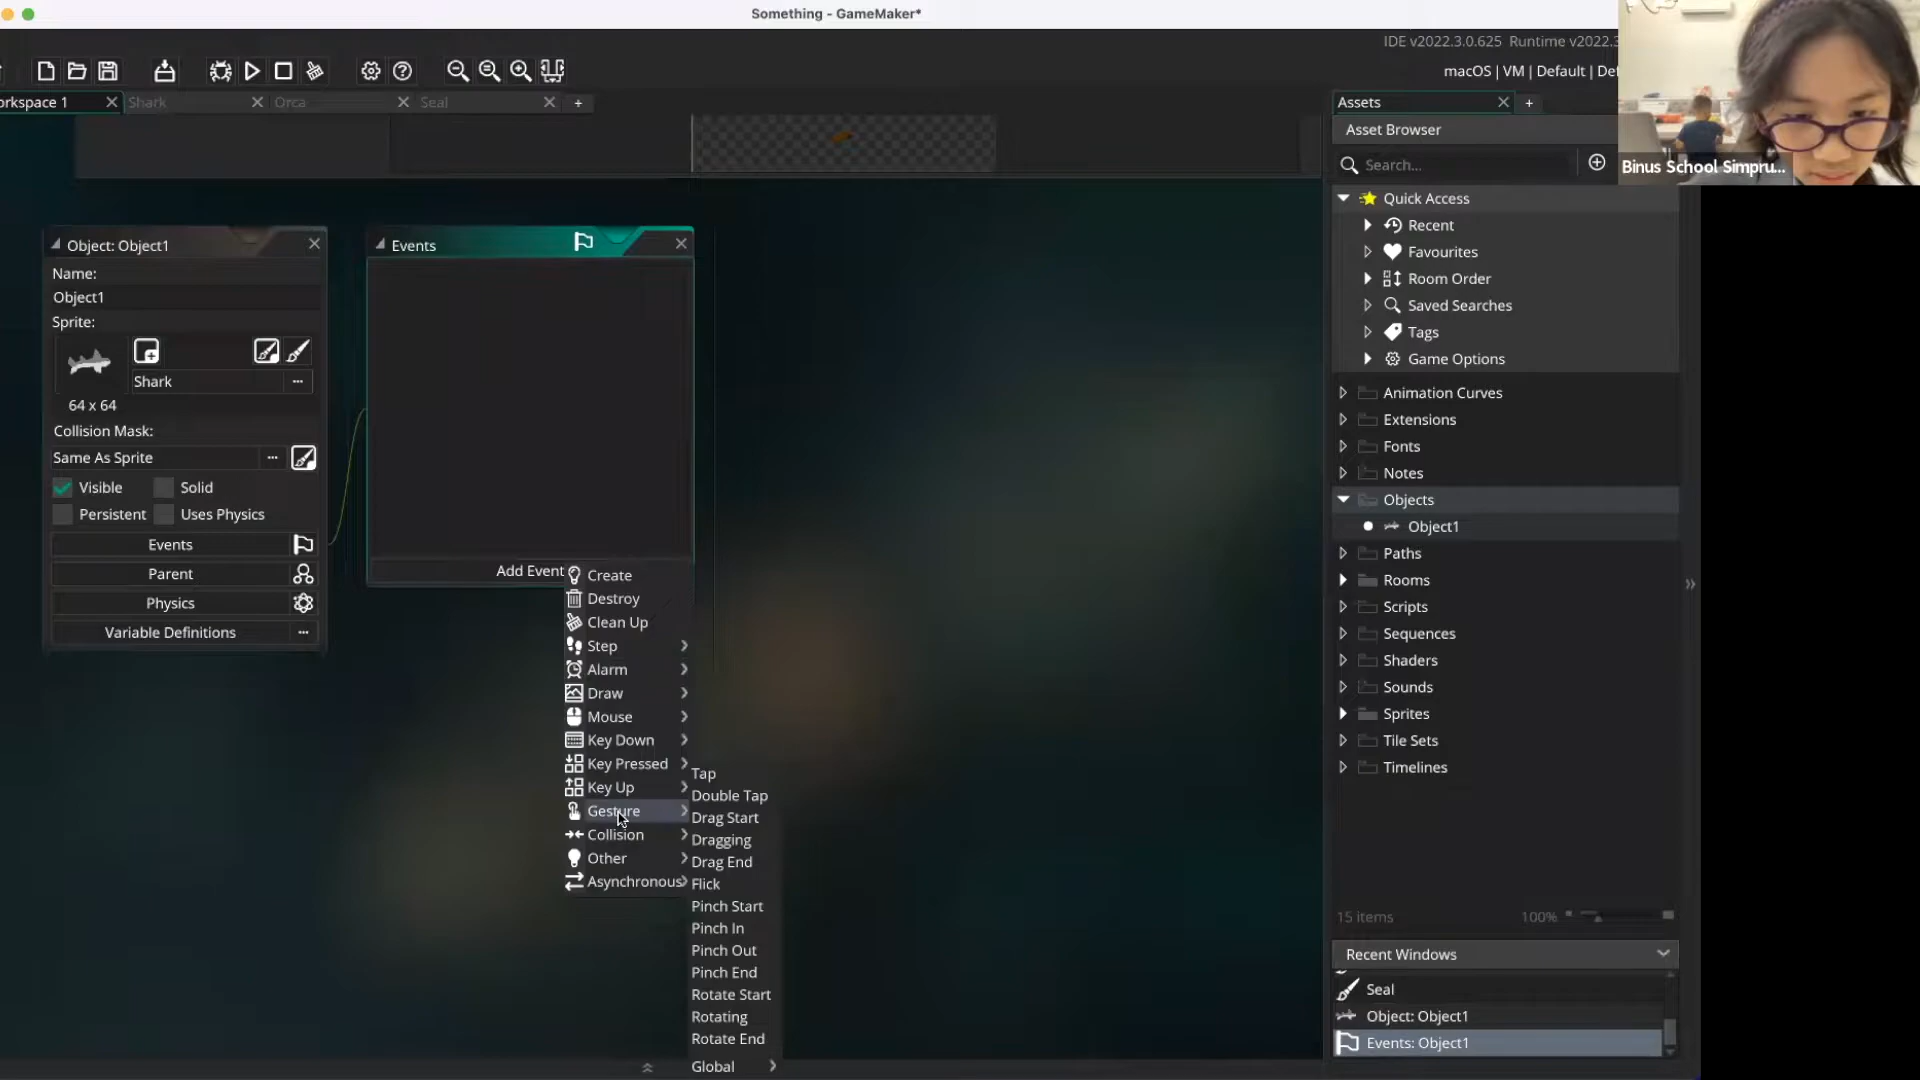 Something - GameMaker*
IDE v2022.3.0.625 Runtime v2022.3
macOS | VM | Default |
Shark
Orca
Seal
Assets
Asset Browser
Search...
Binus School Simpru...
Quick Access
Recent
Favourites
Room Order
Saved Searches
Tags
Game Options
Animation Curves
Extensions
Fonts
Notes
Objects
Object1
Paths
Rooms
Scripts
Sequences
Shaders
Sounds
Sprites
Tile Sets
Timelines
15 items 100%
Recent Windows
Seal
Object: Object1
Events: Object1
Object: Object1
Name:
Object1
Sprite:
Shark
64 x 64
Collision Mask:
Same As Sprite
Visible Solid
Persistent Uses Physics
Events
Parent
Physics
Variable Definitions
Events
Add Event
Create
Destroy
Clean Up
Step
Alarm
Draw
Mouse
Key Down
Key Pressed
Key Up
Gesture
Collision
Other
Asynchronous
Tap
Double Tap
Drag Start
Dragging
Drag End
Flick
Pinch Start
Pinch In
Pinch Out
Pinch End
Rotate Start
Rotating
Rotate End
Global